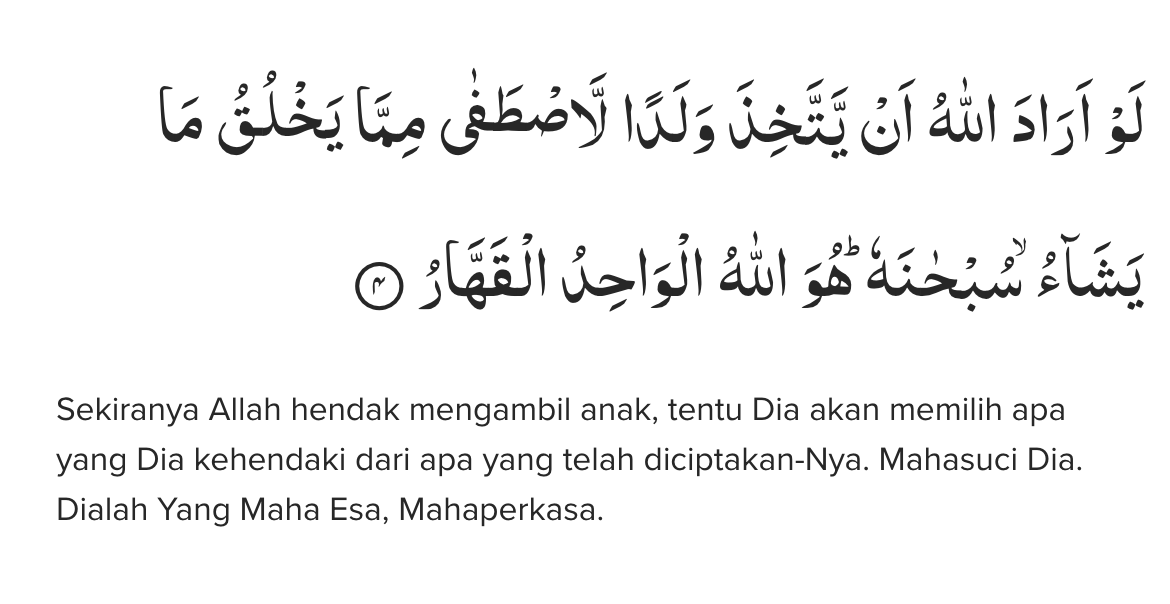 لَوْ اَرَادَ اللّٰهُ اَنْ يَّتَّخِذَ وَلَدًا لَّاصْطَفٰى مِمَّا يَخْلُقُ مَا
يَشَاۤءُ ۙ سُبْحٰنَهٗ ۗهُوَ اللّٰهُ الْوَاحِدُ الْقَهَّارُ ۝٤
Sekiranya Allah hendak mengambil anak, tentu Dia akan memilih apa
yang Dia kehendaki dari apa yang telah diciptakan-Nya. Mahasuci Dia.
Dialah Yang Maha Esa, Mahaperkasa.